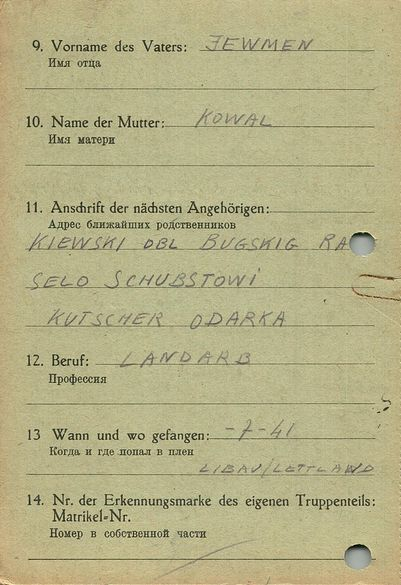 9. Vorname des Vaters: JEWMEN
Имя отца
10. Name der Mutter: KOWAL
Имя матери
11. Anschrift der nächsten Angehörigen:
Адрес ближайших родственников
KIEWSKI OBL BUGSKIG RA
SELO SCHUBSTOWI
KUTSCHER ODARKA
12. Beruf: LANDARB
Профессия
13 Wann und wo gefangen: -7-41
Когда и где попал в плен
LIBAU/LETTLAND
14. Nr. der Erkennungsmarke des eigenen Truppenteils:
Matrikel-Nr.
Номер в собственной части